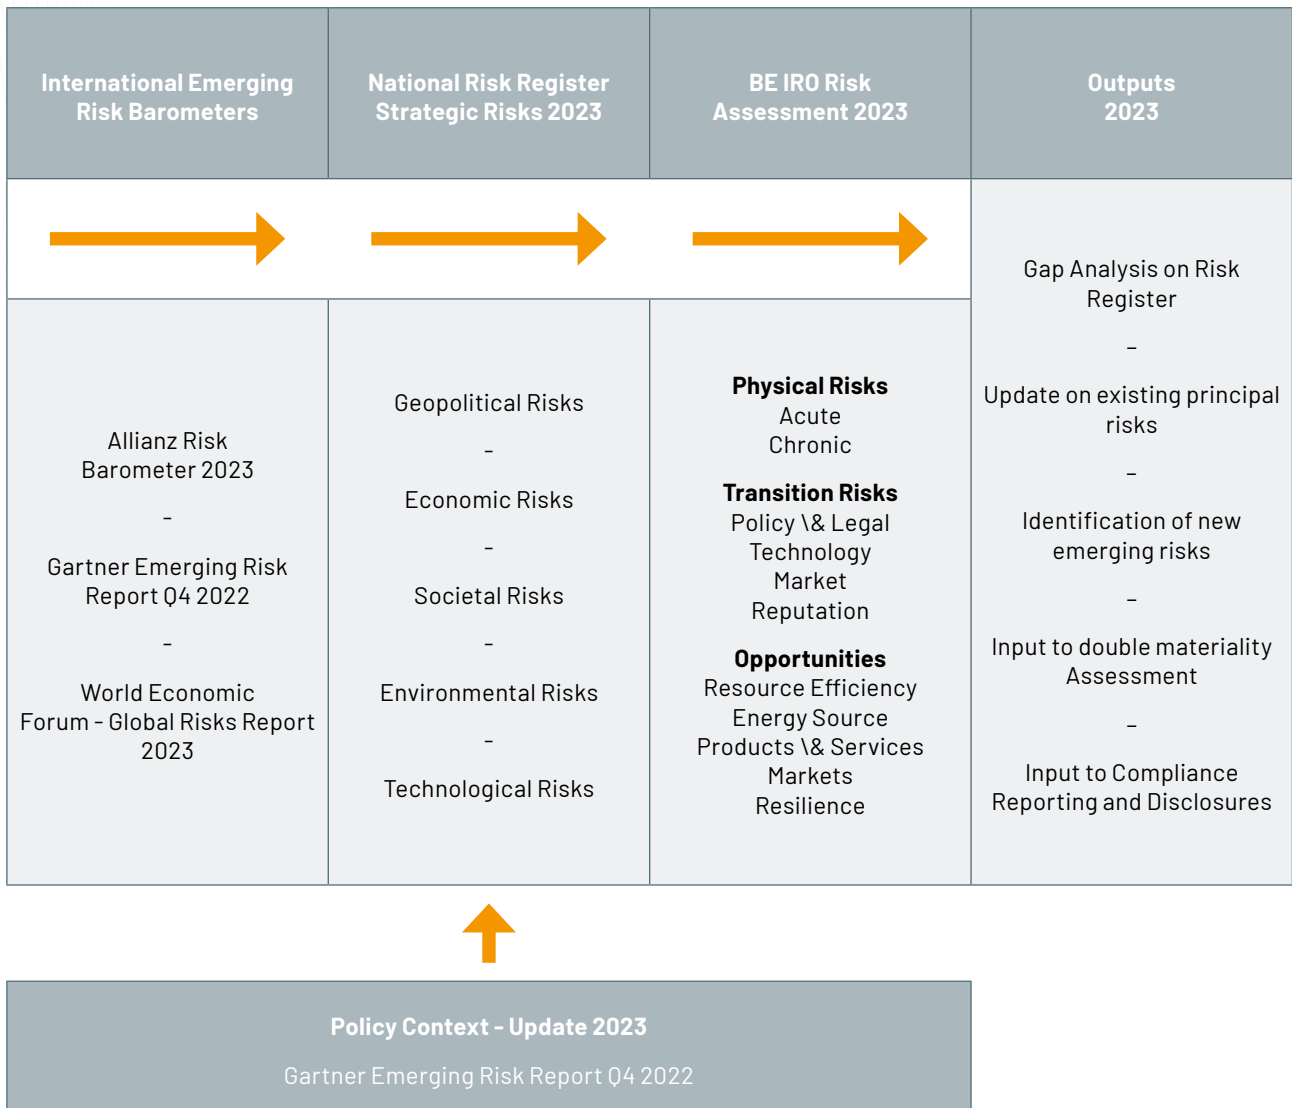 International Emerging
Risk Barometers
National Risk Register
Strategic Risks 2023
BE IRO Risk
Assessment 2023
Outputs
2023
Allianz Risk
Barometer 2023
-
Gartner Emerging Risk
Report Q4 2022
-
World Economic
Forum - Global Risks Report
2023
Geopolitical Risks
-
Economic Risks
-
Societal Risks
-
Environmental Risks
-
Technological Risks
Physical Risks
Acute
Chronic
Transition Risks
Policy \& Legal
Technology
Market
Reputation
Opportunities
Resource Efficiency
Energy Source
Products \& Services
Markets
Resilience
Gap Analysis on Risk
Register
–
Update on existing principal
risks
–
Identification of new
emerging risks
–
Input to double materiality
Assessment
–
Input to Compliance
Reporting and Disclosures
Policy Context - Update 2023
Gartner Emerging Risk Report Q4 2022